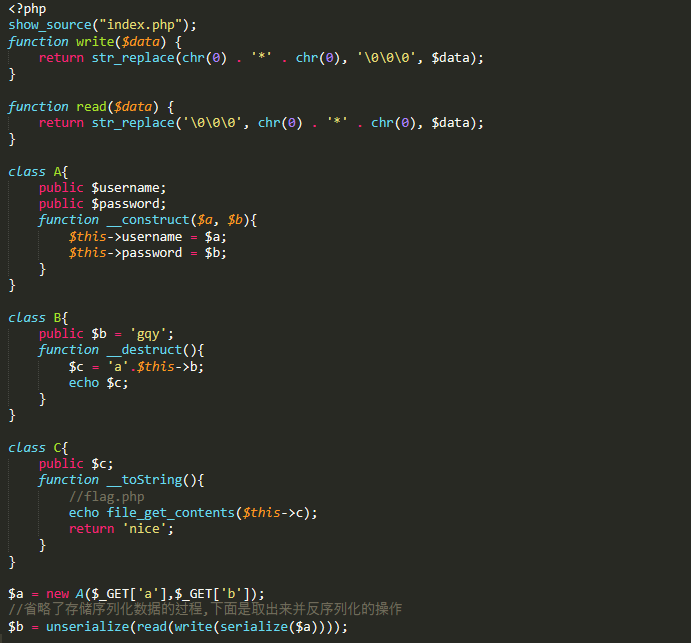 <?php
show_source("index.php");
function write($data) {
    return str_replace(chr(0) . '*' . chr(0), '\0\0\0', $data);
}

function read($data) {
    return str_replace('\0\0\0', chr(0) . '*' . chr(0), $data);
}

class A{
    public $username;
    public $password;
    function __construct($a, $b){
        $this->username = $a;
        $this->password = $b;
    }
}

class B{
    public $b = 'gqy';
    function __destruct(){
        $c = 'a'.$this->b;
        echo $c;
    }
}

class C{
    public $c;
    function __toString(){
        //flag.php
        echo file_get_contents($this->c);
        return 'nice';
    }
}

$a = new A($_GET['a'],$_GET['b']);
//省略了存储序列化数据的过程,下面是取出来并反序列化的操作
$b = unserialize(read(write(serialize($a))));